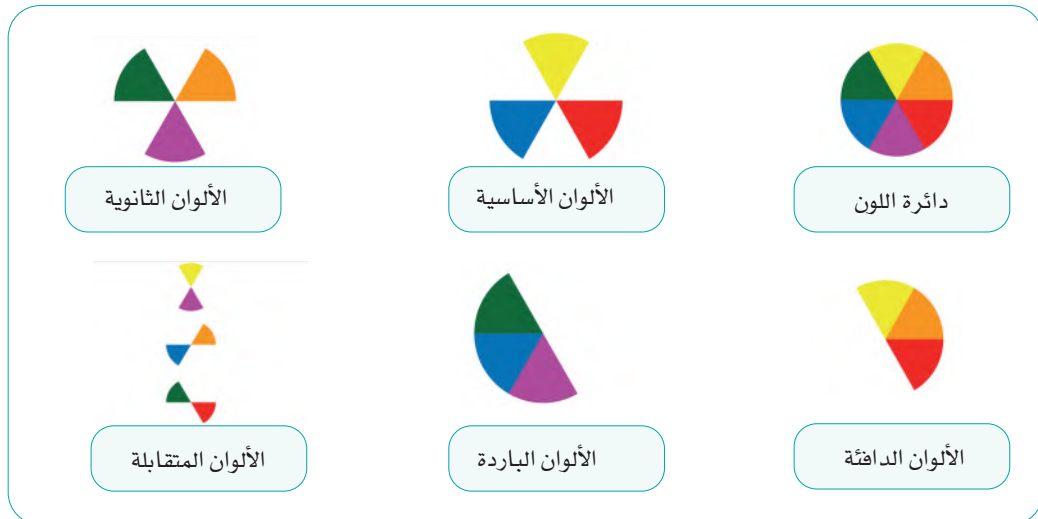 دائرة اللون
الألوان الأساسية
الألوان الثانوية
الألوان الدافئة
الألوان الباردة
الألوان المتقابلة